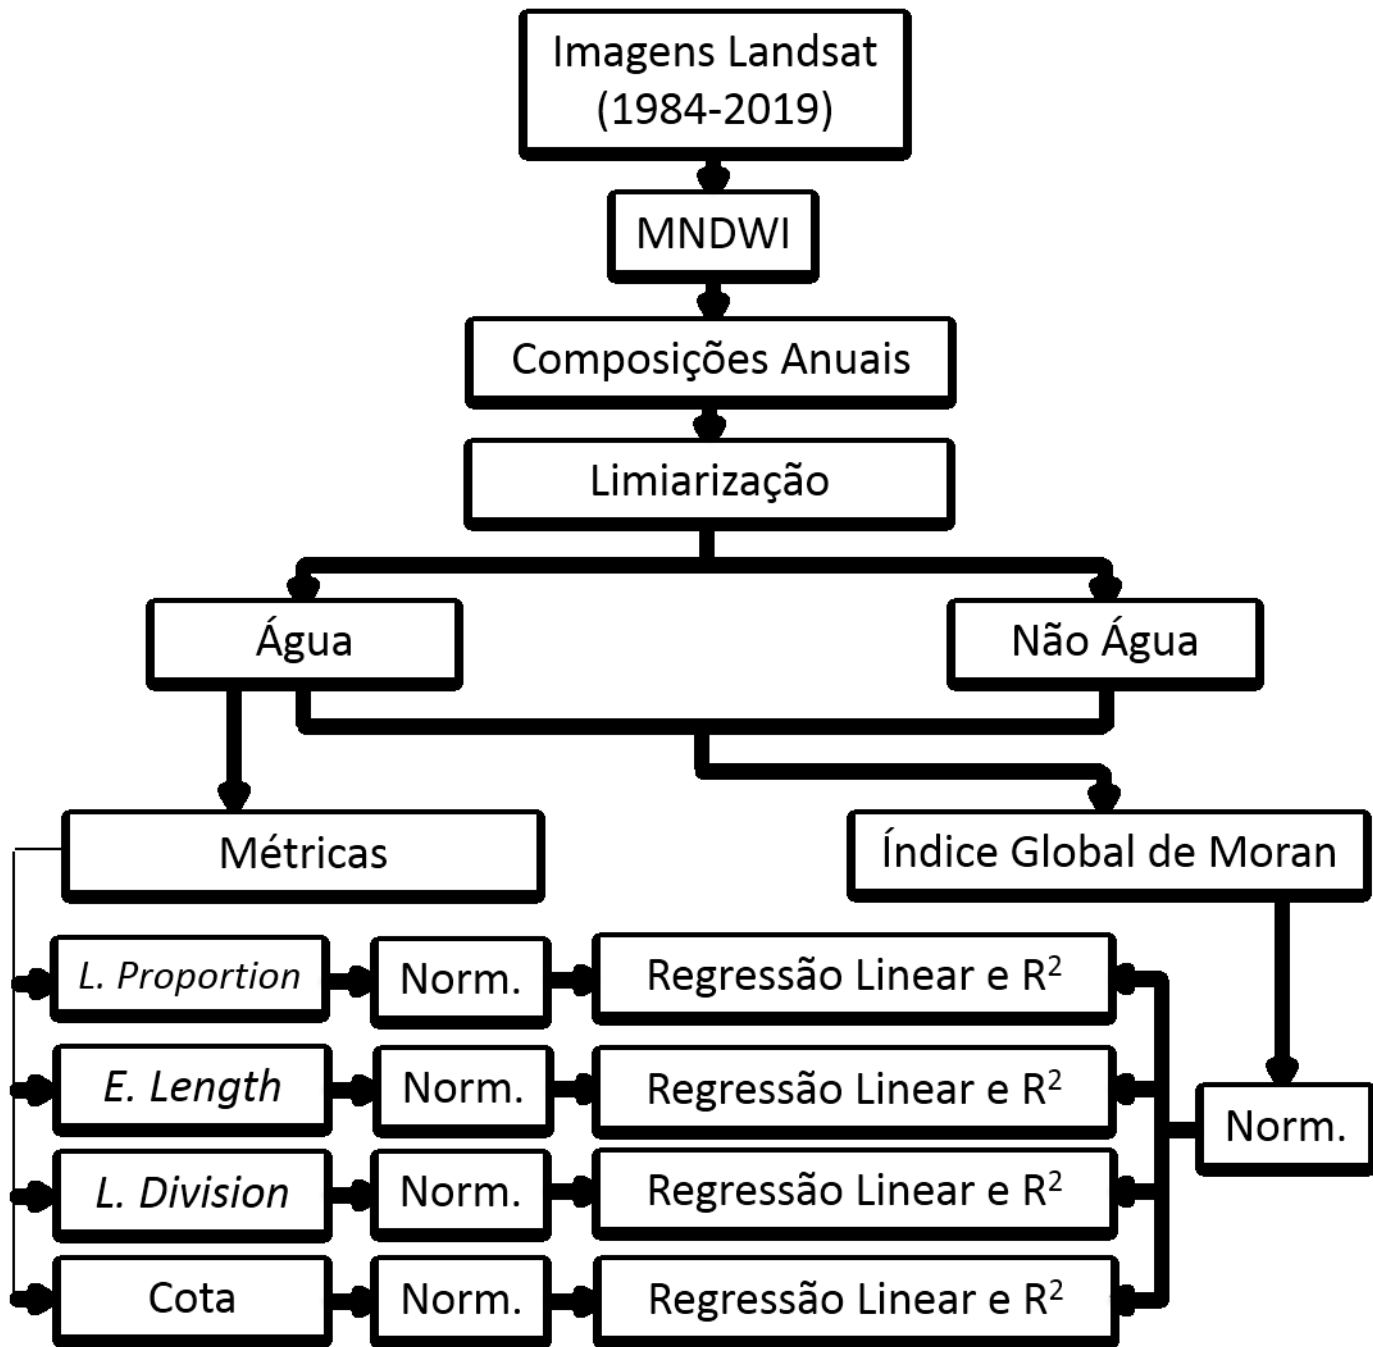 Imagens Landsat
(1984-2019)
MNDWI
Composições Anuais
Limiarização
Água
Não Água
Métricas
Índice Global de Moran
L. Proportion
Norm.
Regressão Linear e R²
E. Length
Norm.
Regressão Linear e R²
Norm.
L. Division
Norm.
Regressão Linear e R²
Cota
Norm.
Regressão Linear e R²